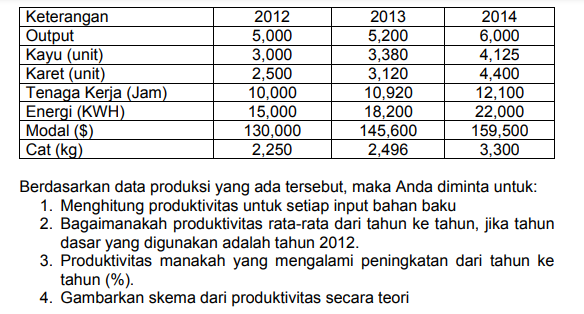 Keterangan 2012 2013 2014
Output 5,000 5,200 6,000
Kayu (unit) 3,000 3,380 4,125
Karet (unit) 2,500 3,120 4,400
Tenaga Kerja (Jam) 10,000 10,920 12,100
Energi (KWH) 15,000 18,200 22,000
Modal ($) 130,000 145,600 159,500
Cat (kg) 2,250 2,496 3,300
Berdasarkan data produksi yang ada tersebut, maka Anda diminta untuk:
1. Menghitung produktivitas untuk setiap input bahan baku
2. Bagaimanakah produktivitas rata-rata dari tahun ke tahun, jika tahun
dasar yang digunakan adalah tahun 2012.
3. Produktivitas manakah yang mengalami peningkatan dari tahun ke
tahun (%).
4. Gambarkan skema dari produktivitas secara teori